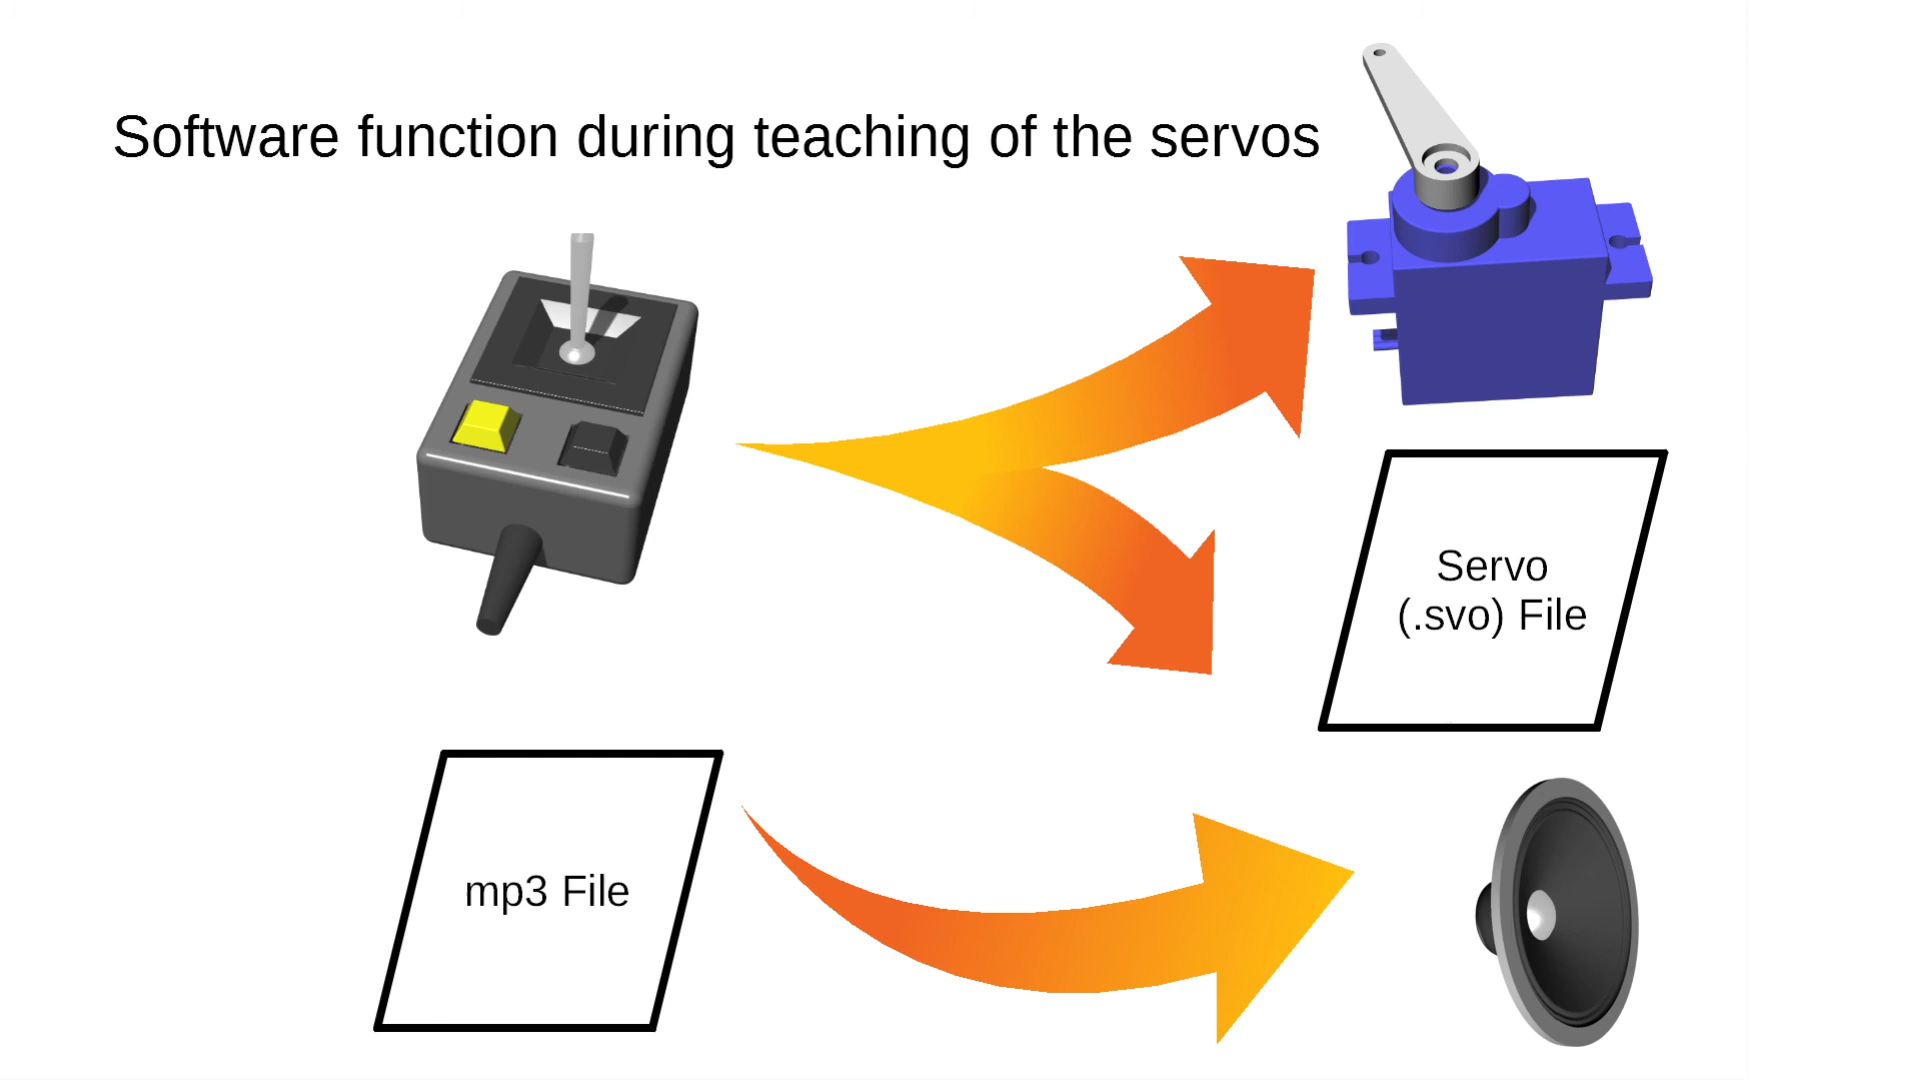 Software function during teaching of the servos
Servo
(.svo) File
mp3 File